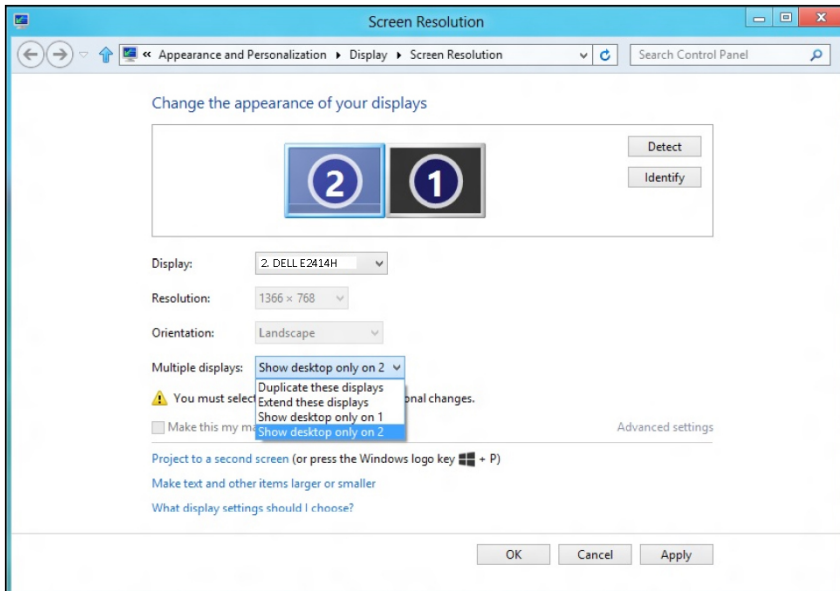 Screen Resolution
« Appearance and Personalization ▸ Display ▸ Screen Resolution
Search Control Panel
Change the appearance of your displays
2
1
Detect
Identify
Display: 2. DELL E2414H
Resolution: 1366 × 768
Orientation: Landscape
Multiple displays: Show desktop only on 2
Duplicate these displays
Extend these displays
Show desktop only on 1
Show desktop only on 2
You must select onal changes.
Make this my ma
Advanced settings
Project to a second screen (or press the Windows logo key + P)
Make text and other items larger or smaller
What display settings should I choose?
OK Cancel Apply